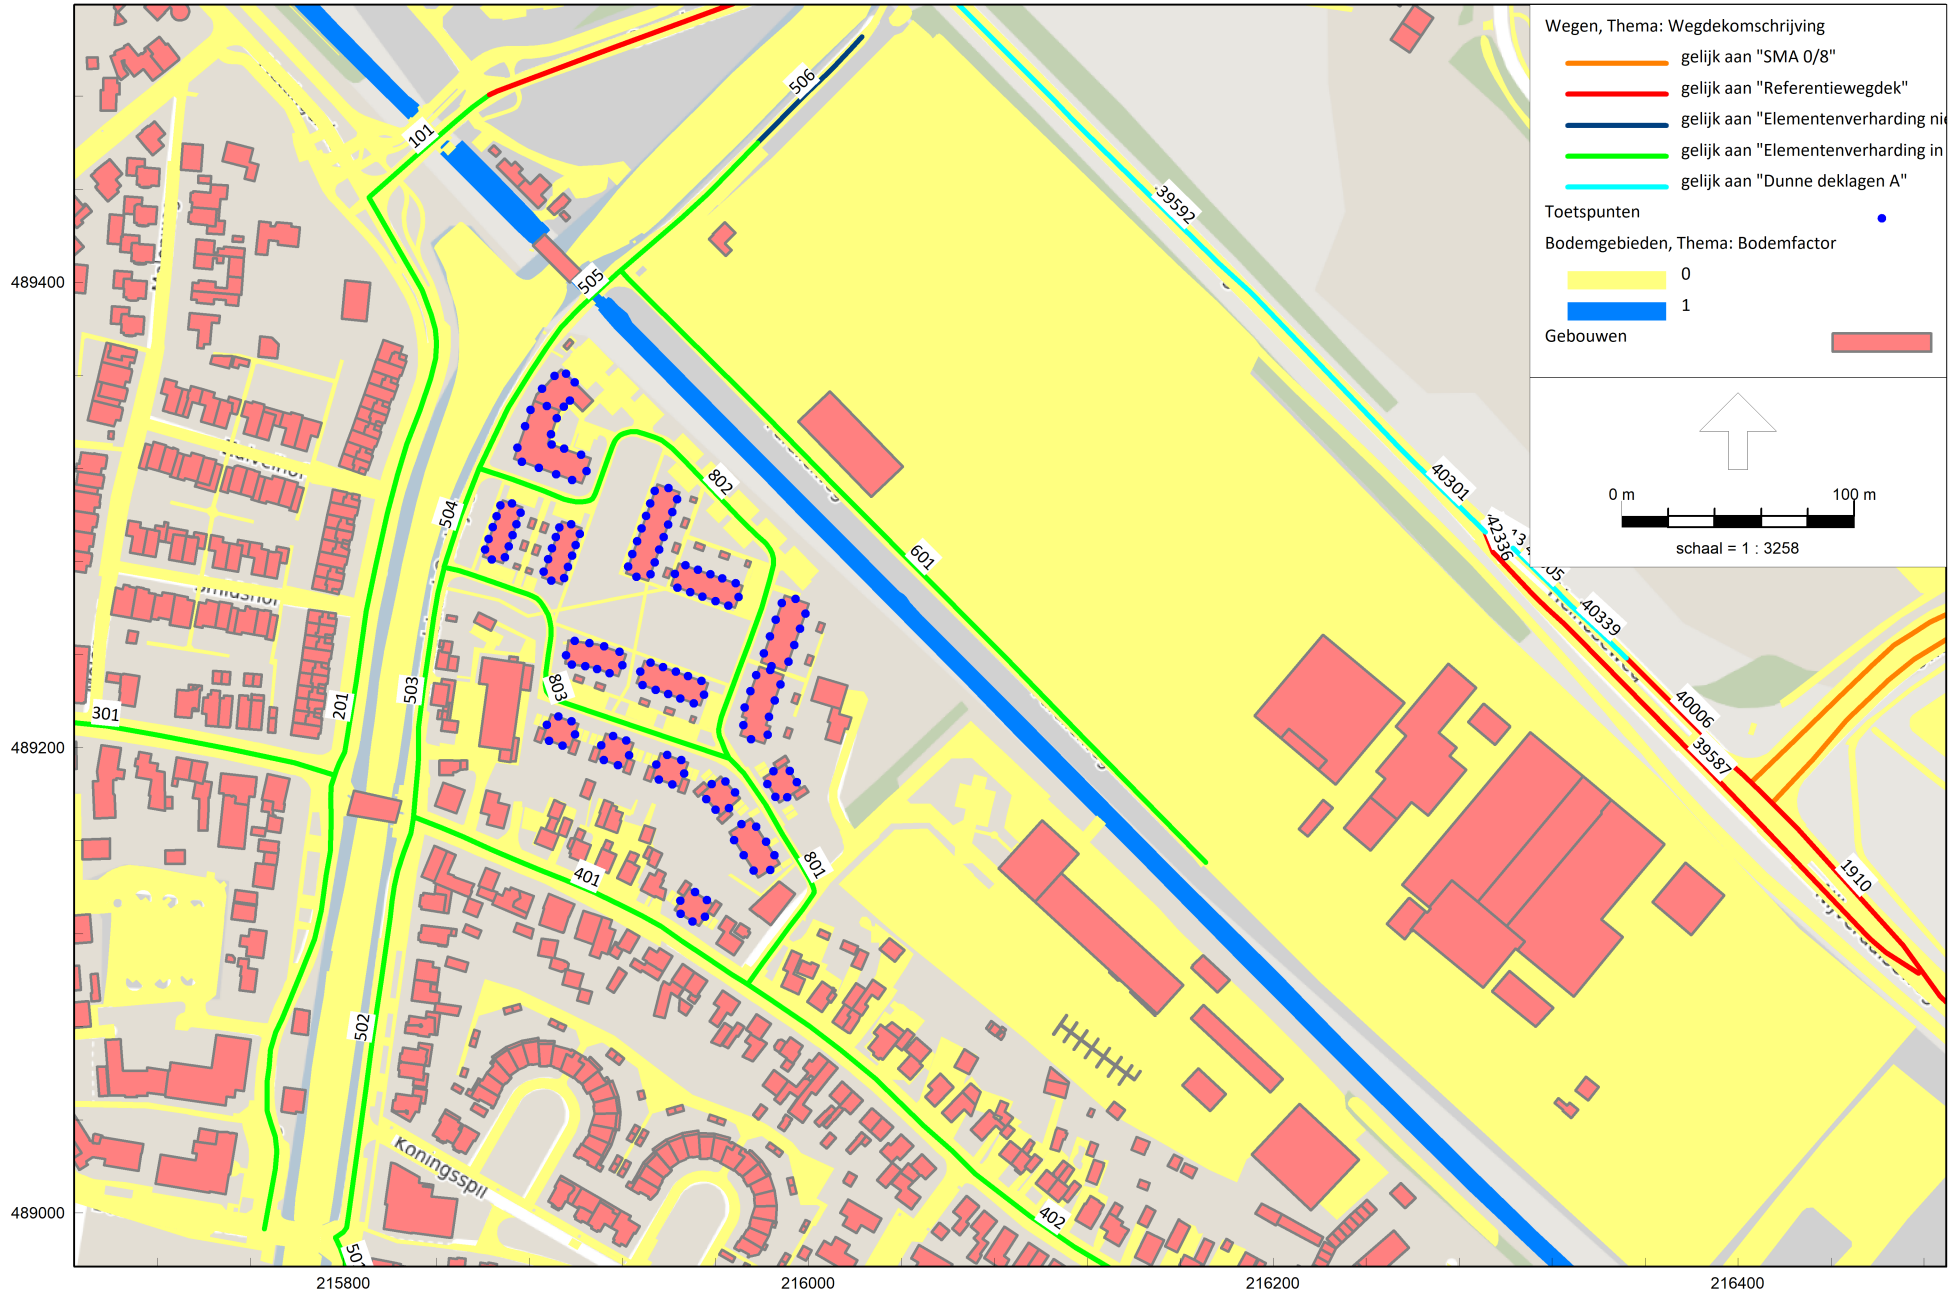 Wegen, Thema: Wegdekomschrijving
gelijk aan "SMA 0/8"
gelijk aan "Referentiewegdek"
gelijk aan "Elementenverharding nie
gelijk aan "Elementenverharding in
gelijk aan "Dunne deklagen A"
Toetspunten
Bodemgebieden, Thema: Bodemfactor
0
1
Gebouwen
0 m
100 m
schaal = 1 : 3258
506
101
39592
505
489400
40301
802
504
42336
601
40339
803
503
201
301
40006
489200
39587
801
401
1910
502
Koningsspil
489000
402
501
215800
216000
216200
216400